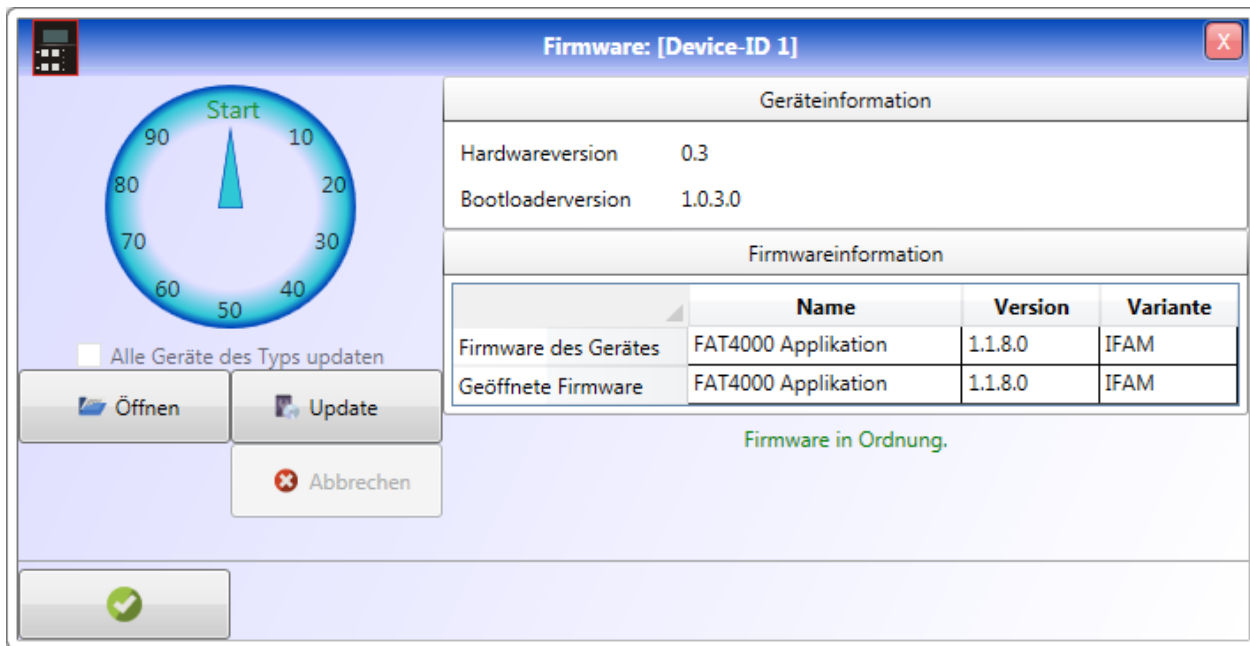 Firmware: [Device-ID 1]
X
Start
10
20
30
40
50
60
70
80
90
Alle Geräte des Typs updaten
Öffnen
Update
Abbrechen
Geräteinformation
Hardwareversion 0.3
Bootloaderversion 1.0.3.0
Firmwareinformation
Name Version Variante
Firmware des Gerätes FAT4000 Applikation 1.1.8.0 IFAM
Geöffnete Firmware FAT4000 Applikation 1.1.8.0 IFAM
Firmware in Ordnung.